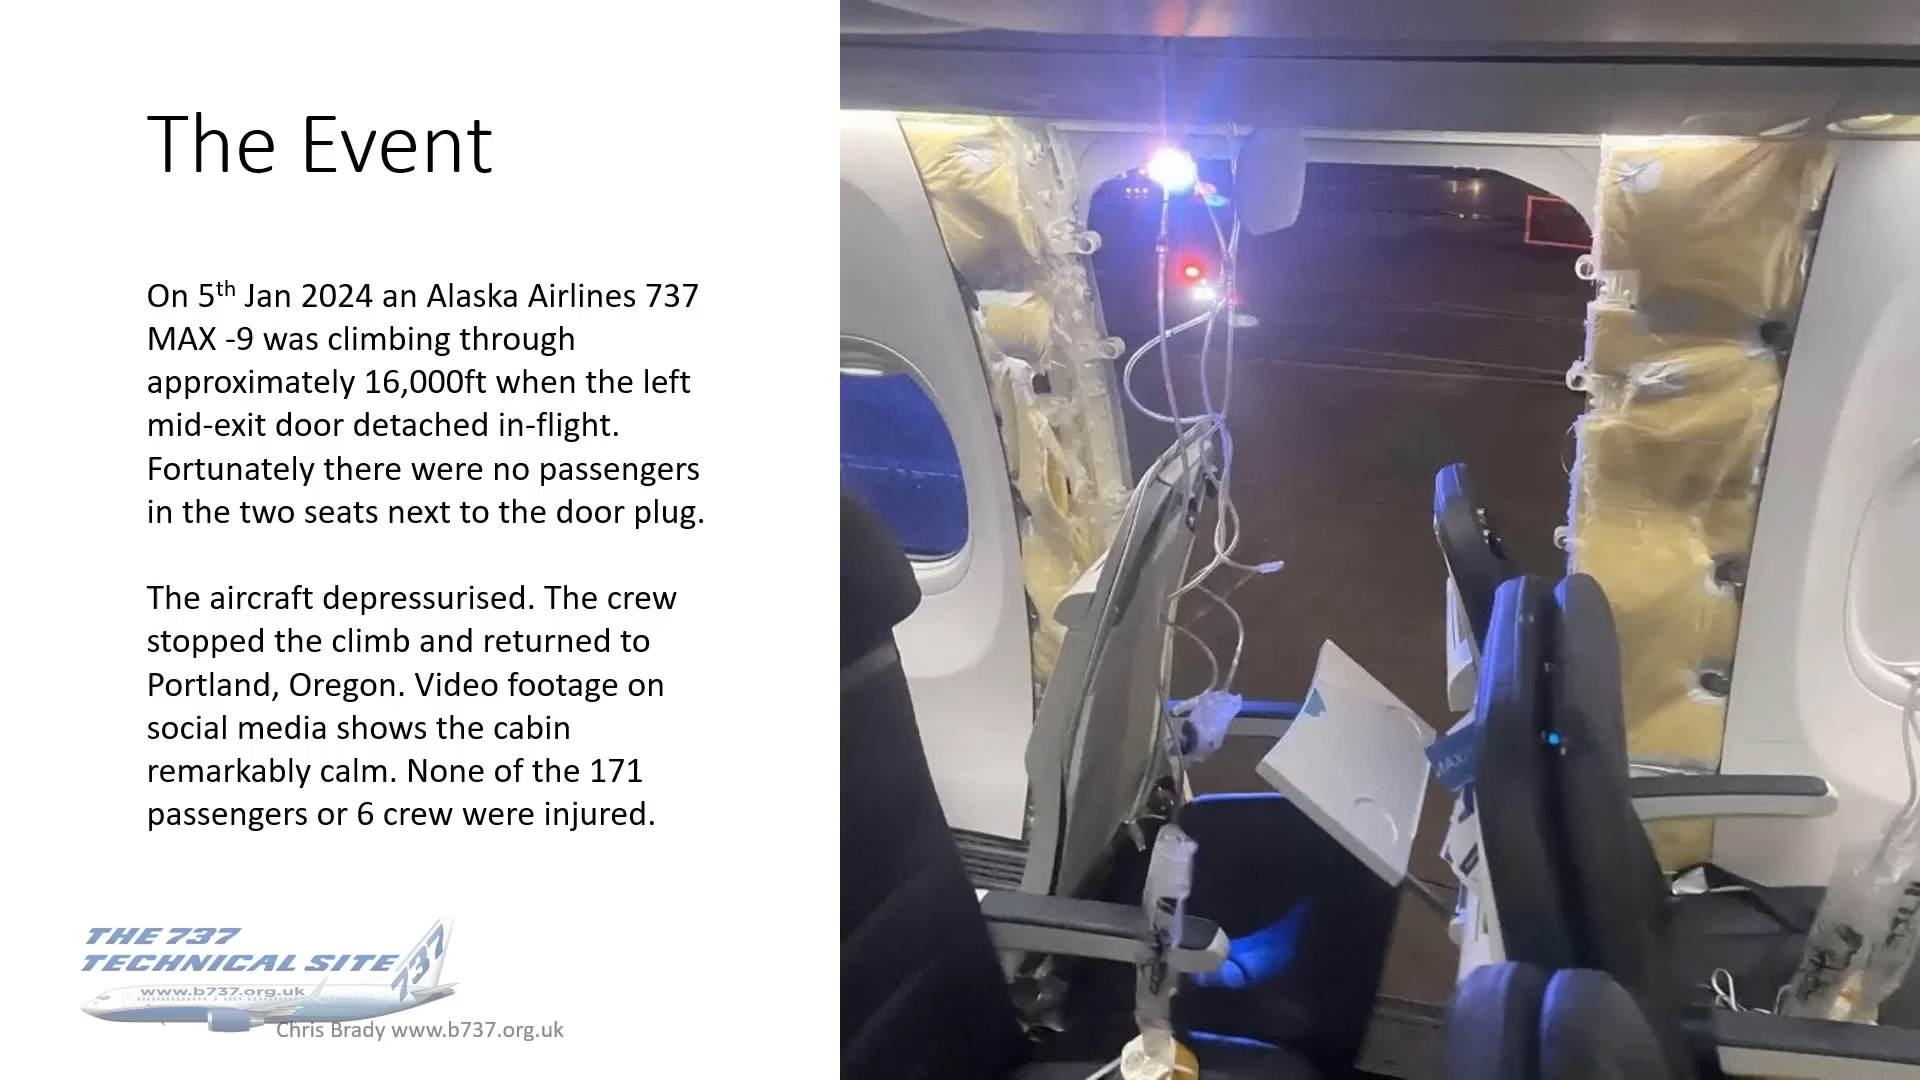 The Event
On 5th Jan 2024 an Alaska Airlines 737
MAX -9 was climbing through
approximately 16,000ft when the left
mid-exit door detached in-flight.
Fortunately there were no passengers
in the two seats next to the door plug.
The aircraft depressurised. The crew
stopped the climb and returned to
Portland, Oregon. Video footage on
social media shows the cabin
remarkably calm. None of the 171
passengers or 6 crew were injured.
THE 737
TECHNICAL SITE
737
www.b737.org.uk
Chris Brady www.b737.org.uk
MAX